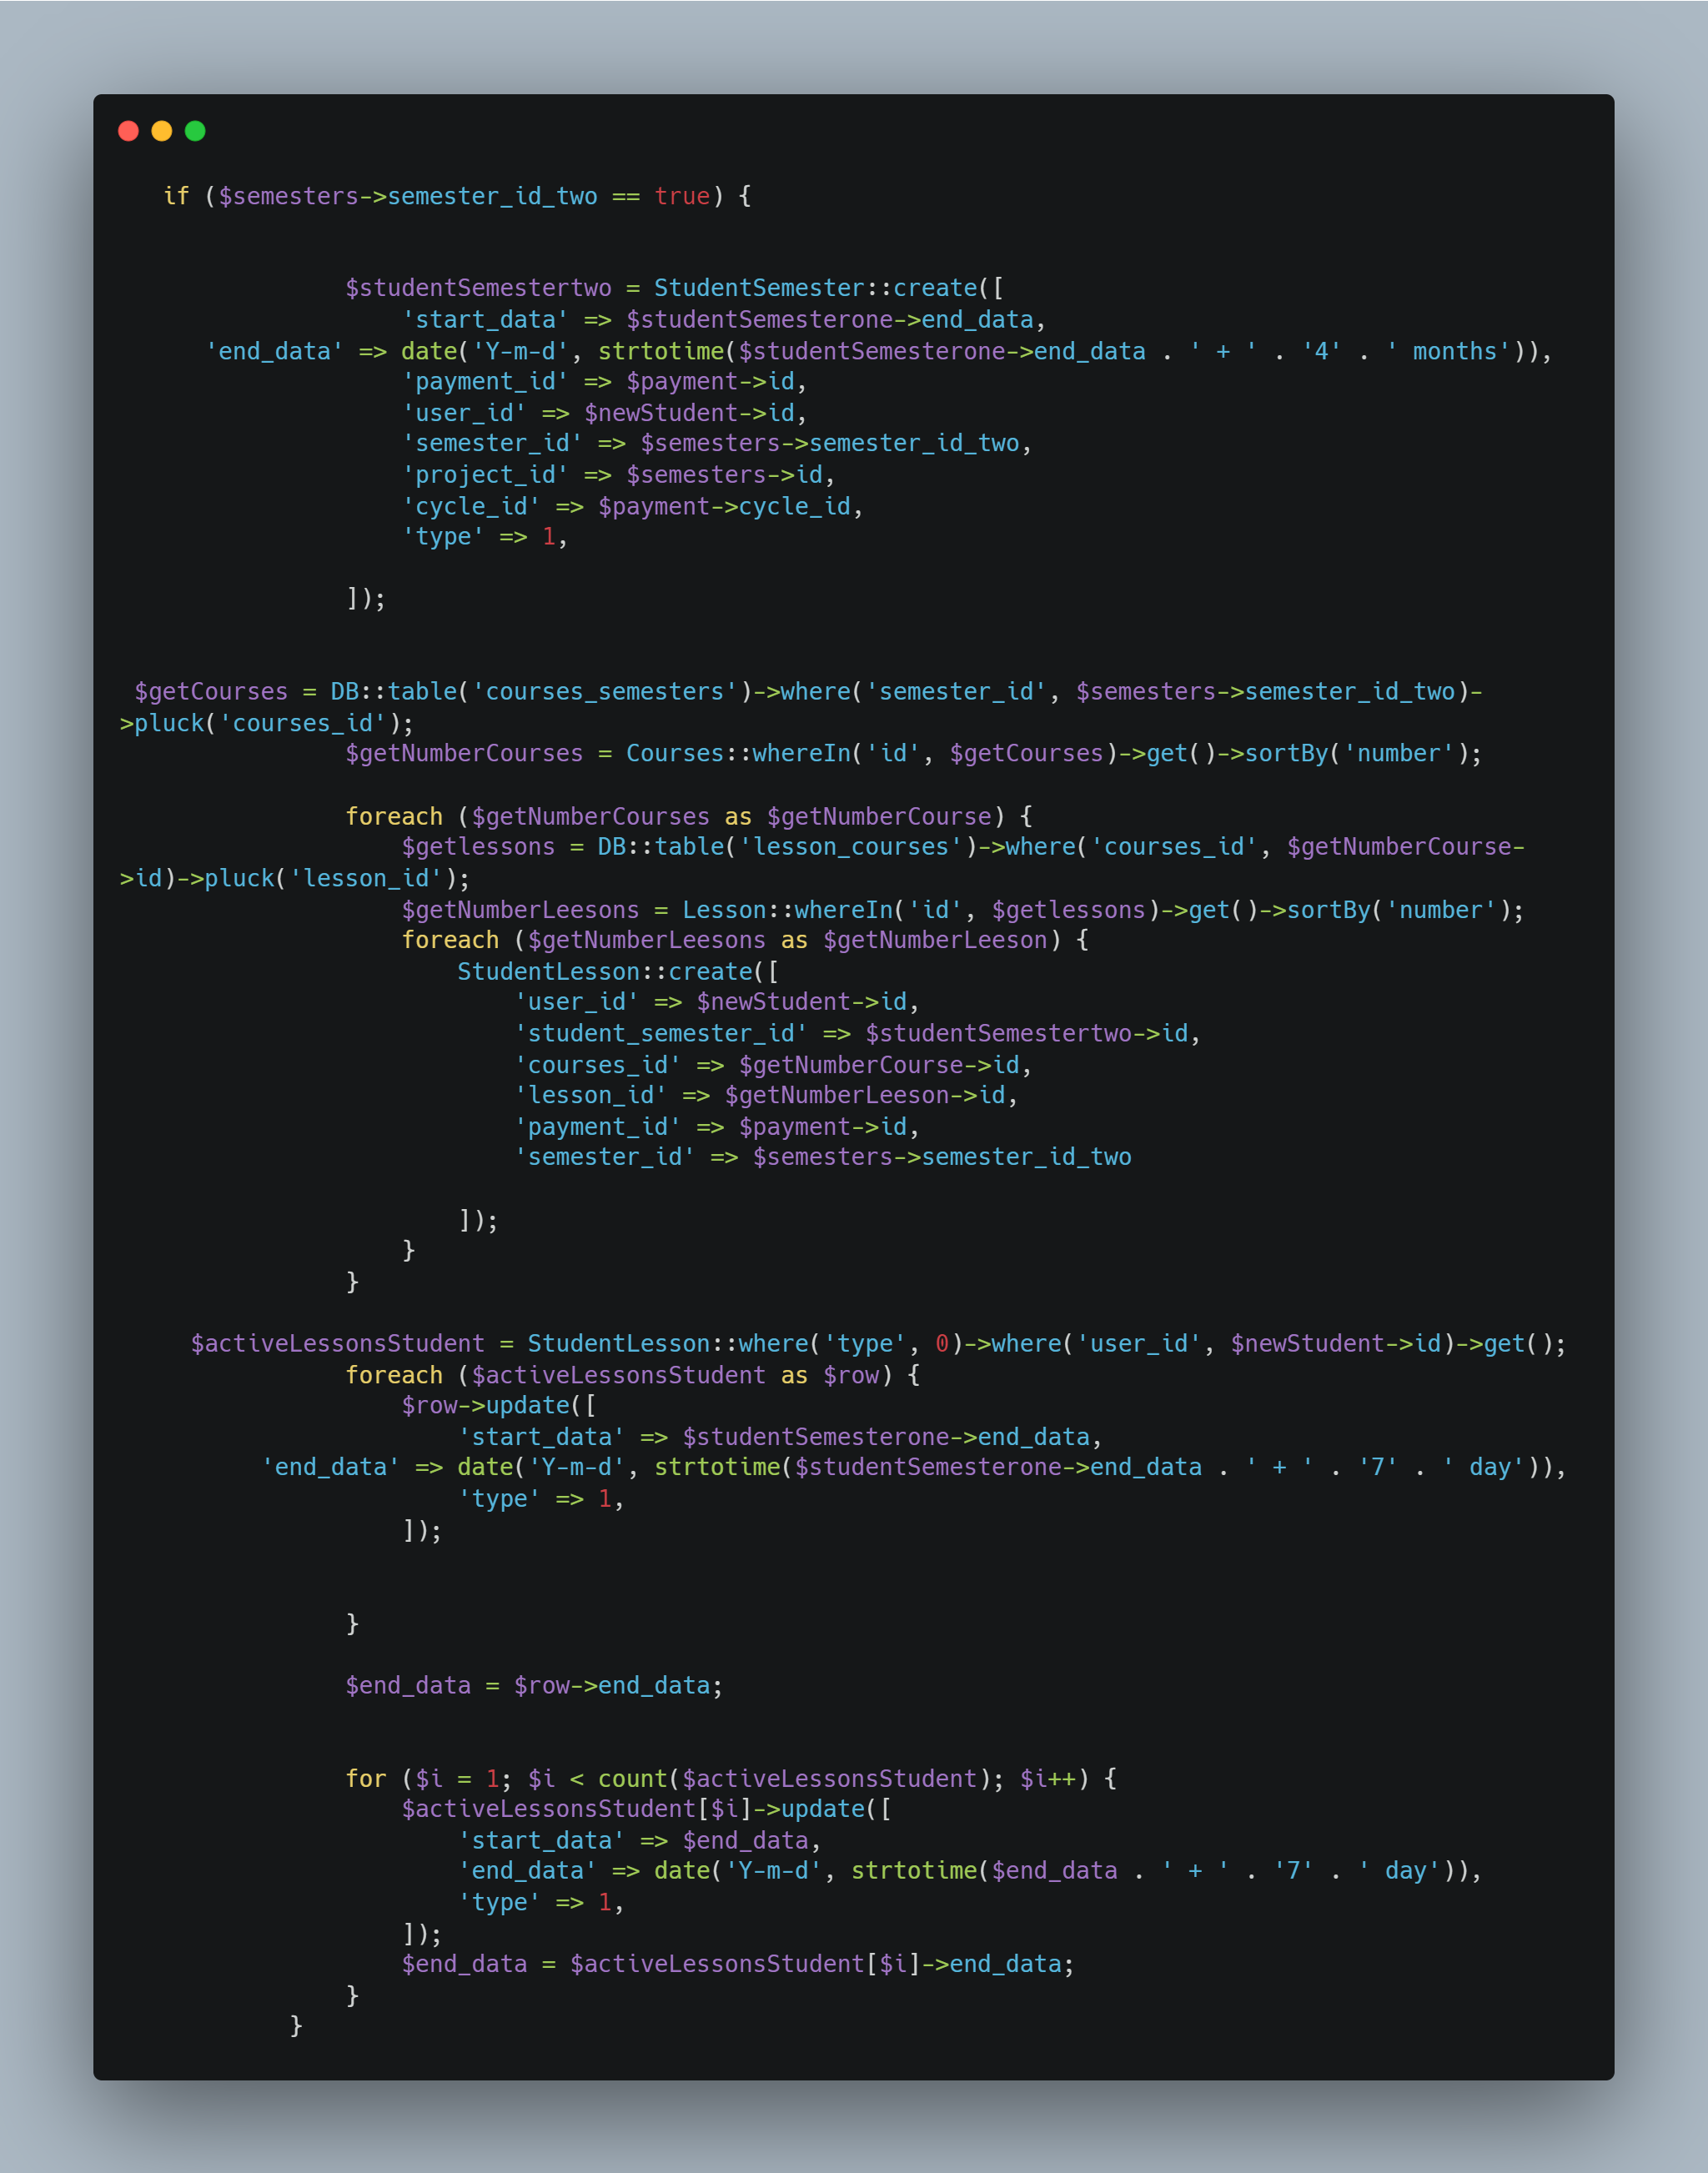 if ($semesters->semester_id_two == true) {
$studentSemestertwo = StudentSemester::create([
'start_data' => $studentSemesterone->end_data,
'end_data' => date('Y-m-d', strtotime($studentSemesterone->end_data . ' + ' . '4' . ' months')),
'payment_id' => $payment->id,
'user_id' => $newStudent->id,
'semester_id' => $semesters->semester_id_two,
'project_id' => $semesters->id,
'cycle_id' => $payment->cycle_id,
'type' => 1,
]);
$getCourses = DB::table('courses_semesters')->where('semester_id', $semesters->semester_id_two)-
>pluck('courses_id');
$getNumberCourses = Courses::whereIn('id', $getCourses)->get()->sortBy('number');
foreach ($getNumberCourses as $getNumberCourse) {
$getlessons = DB::table('lesson_courses')->where('courses_id', $getNumberCourse-
>id)->pluck('lesson_id');
$getNumberLeesons = Lesson::whereIn('id', $getlessons)->get()->sortBy('number');
foreach ($getNumberLeesons as $getNumberLeeson) {
StudentLesson::create([
'user_id' => $newStudent->id,
'student_semester_id' => $studentSemestertwo->id,
'courses_id' => $getNumberCourse->id,
'lesson_id' => $getNumberLeeson->id,
'payment_id' => $payment->id,
'semester_id' => $semesters->semester_id_two
]);
}
}
$activeLessonsStudent = StudentLesson::where('type', 0)->where('user_id', $newStudent->id)->get();
foreach ($activeLessonsStudent as $row) {
$row->update([
'start_data' => $studentSemesterone->end_data,
'end_data' => date('Y-m-d', strtotime($studentSemesterone->end_data . ' + ' . '7' . ' day')),
'type' => 1,
]);
}
$end_data = $row->end_data;
for ($i = 1; $i < count($activeLessonsStudent); $i++) {
$activeLessonsStudent[$i]->update([
'start_data' => $end_data,
'end_data' => date('Y-m-d', strtotime($end_data . ' + ' . '7' . ' day')),
'type' => 1,
]);
$end_data = $activeLessonsStudent[$i]->end_data;
}
}